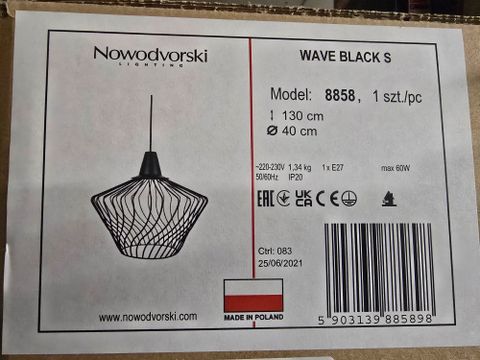 Nowodvorski
LIGHTING
WAVE BLACK S
Model: 8858, 1 szt./pc
130 cm
Ø 40 cm
~220-230V 1,34 kg 1 x E27 max 60W
50/60Hz IP20
EAC UK CA CE
Ctrl: 083
25/06/2021
www.nowodvorski.com
MADE IN POLAND
5 903139 885898